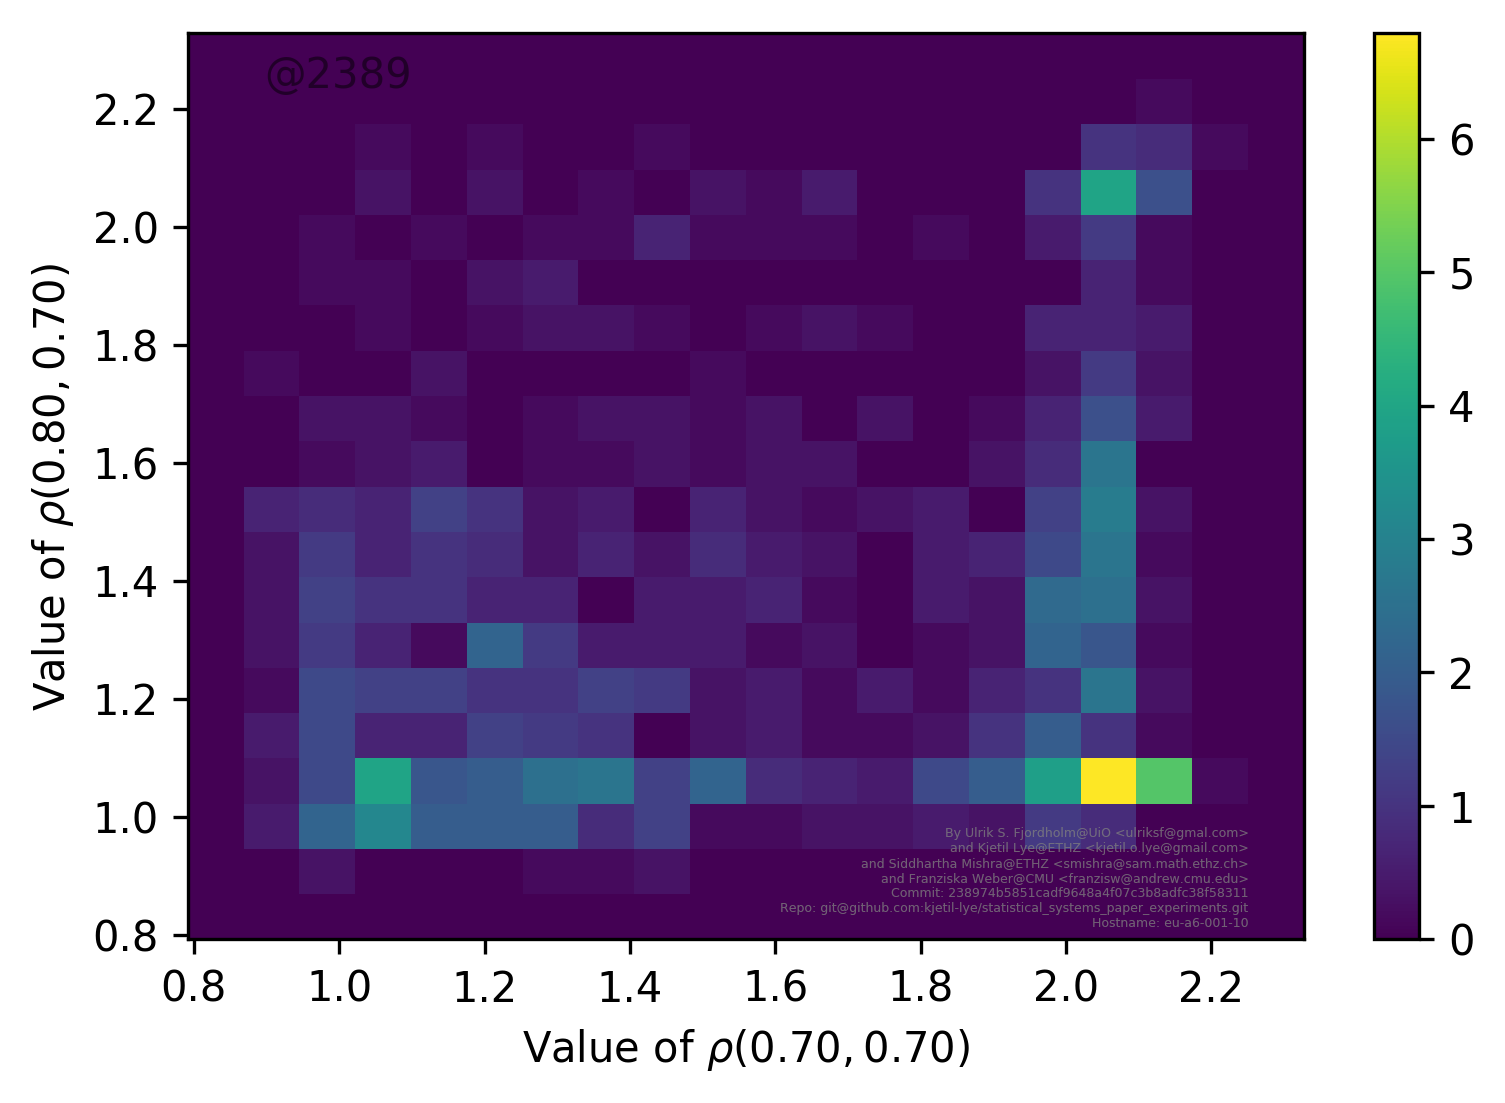 @2389
2.2
2.0
1.8
1.6
1.4
1.2
1.0
0.8
Value of ρ(0.80, 0.70)
0.8 1.0 1.2 1.4 1.6 1.8 2.0 2.2
Value of ρ(0.70, 0.70)
6
5
4
3
2
1
0
By Ulrik S. Fjordholm@UiO <ulriksf@gmal.com>
and Kjetil Lye@ETHZ <kjetil.o.lye@gmail.com>
and Siddhartha Mishra@ETHZ <smishra@sam.math.ethz.ch>
and Franziska Weber@CMU <franzisw@andrew.cmu.edu>
Commit: 238974b5851cadf9648a4f07c3b8adfc38f58311
Repo: git@github.com:kjetil-lye/statistical_systems_paper_experiments.git
Hostname: eu-a6-001-10